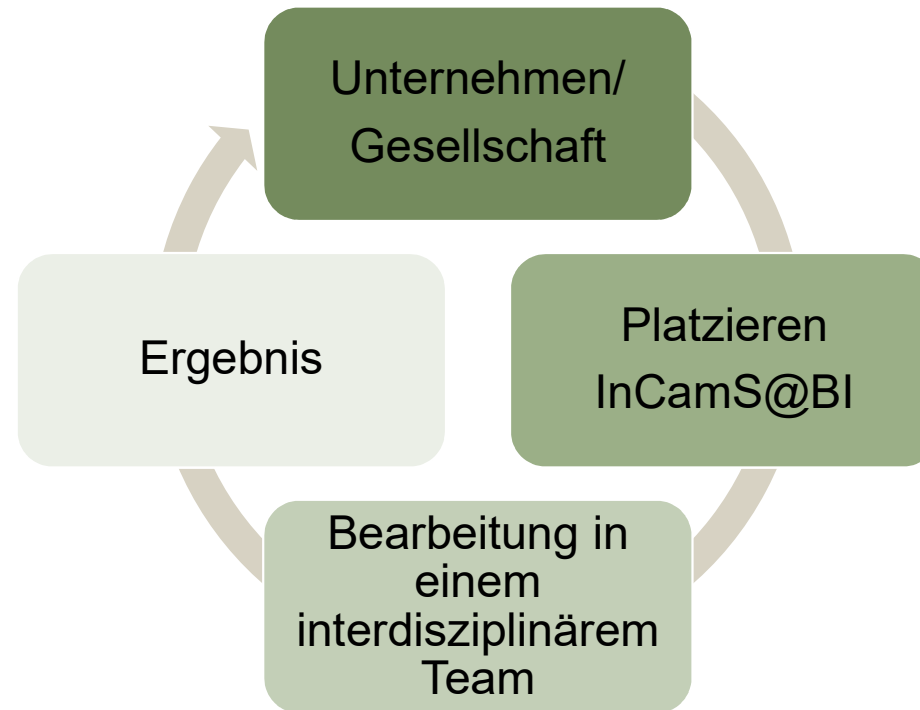 Unternehmen/
Gesellschaft
Platzieren
InCamS@BI
Bearbeitung in
einem
interdisziplinärem
Team
Ergebnis